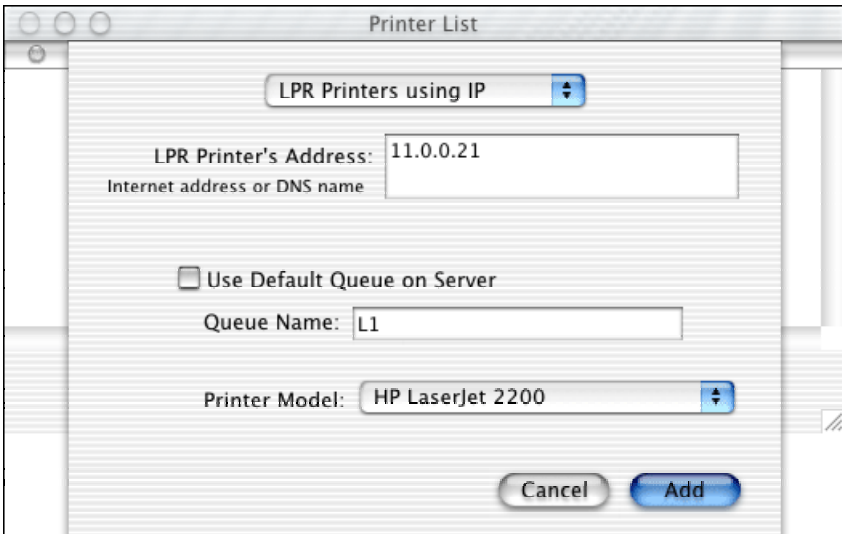 Printer List
LPR Printers using IP
LPR Printer's Address: 11.0.0.21
Internet address or DNS name
Use Default Queue on Server
Queue Name: L1
Printer Model: HP LaserJet 2200
Cancel Add